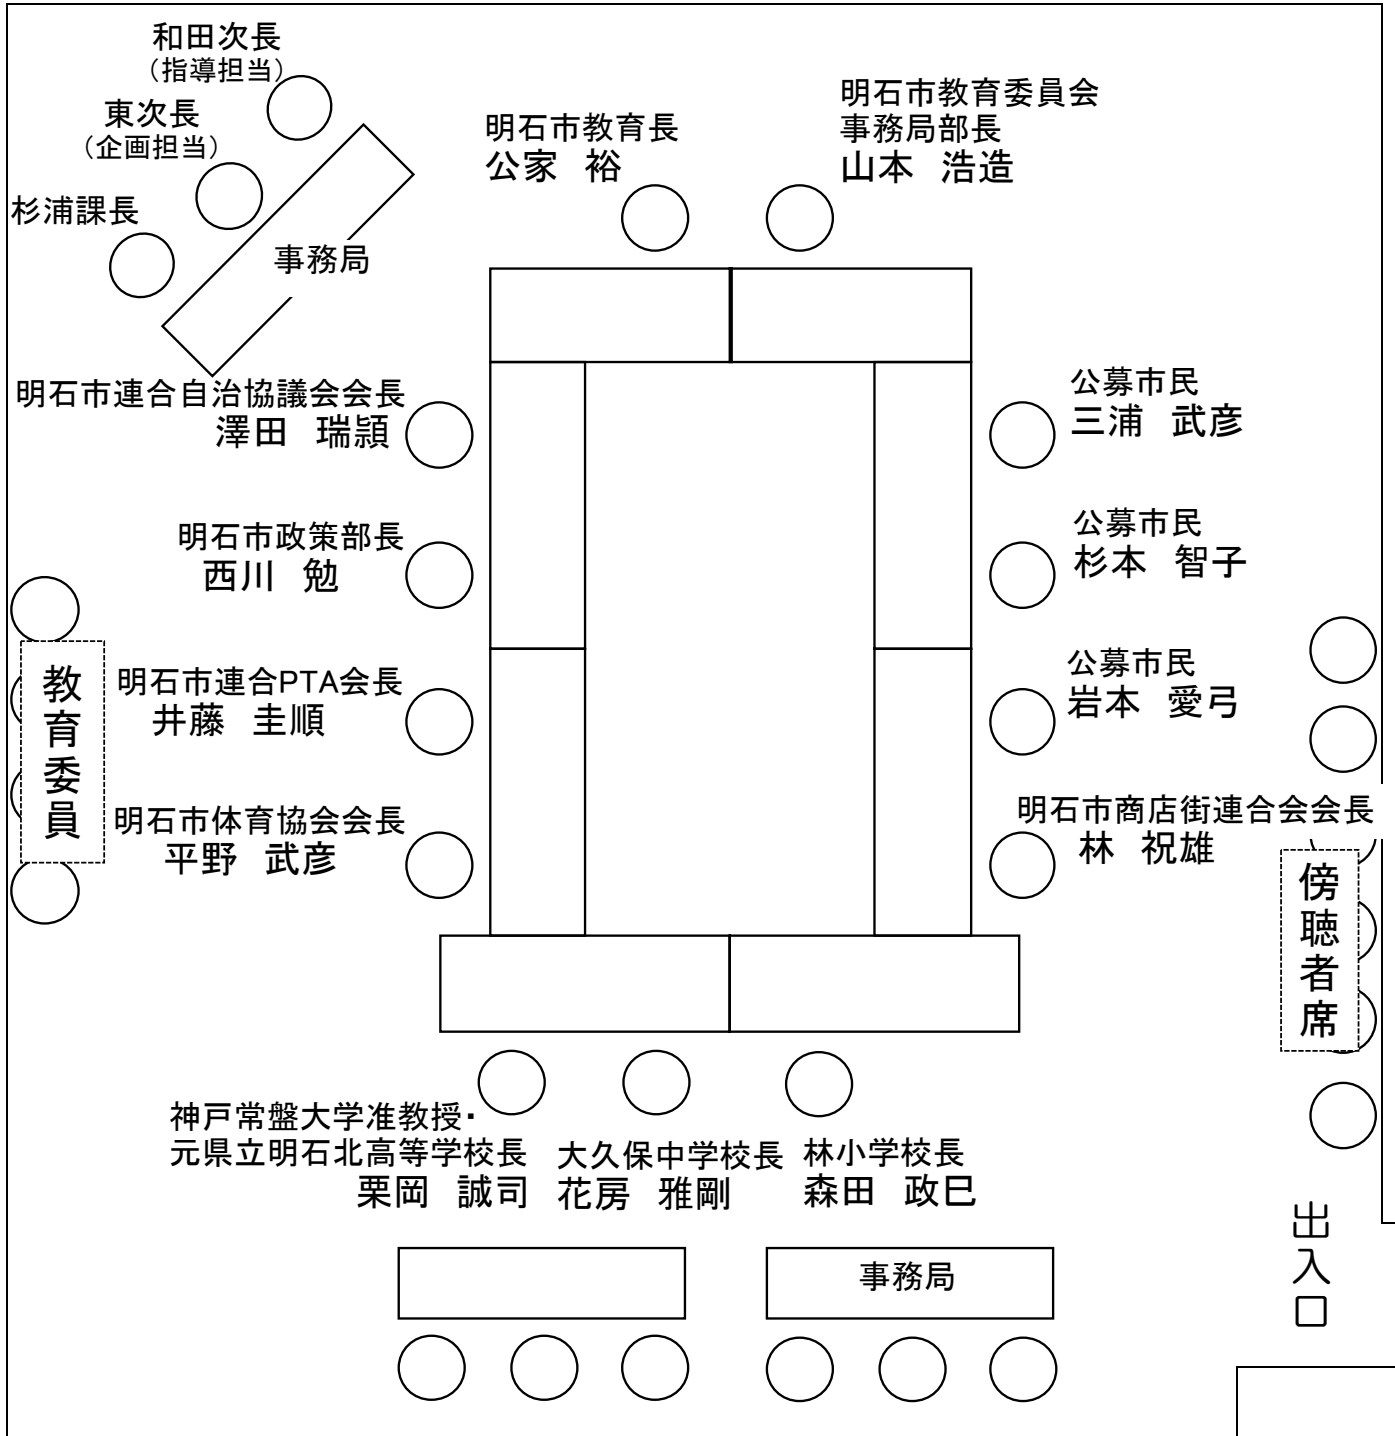 和田次長
（指導担当）
東次長
（企画担当）
杉浦課長
事務局
明石市教育長
公家 裕
明石市教育委員会
事務局部長
山本 浩造
明石市連合自治協議会会長
澤田 瑞頴
明石市政策部長
西川 勉
明石市連合PTA会長
井藤 圭順
明石市体育協会会長
平野 武彦
教育委員
公募市民
三浦 武彦
公募市民
杉本 智子
公募市民
岩本 愛弓
明石市商店街連合会会長
林 祝雄
傍聴者席
神戸常盤大学准教授・
元県立明石北高等学校長
栗岡 誠司
大久保中学校長
花房 雅剛
林小学校長
森田 政巳
事務局
出入口